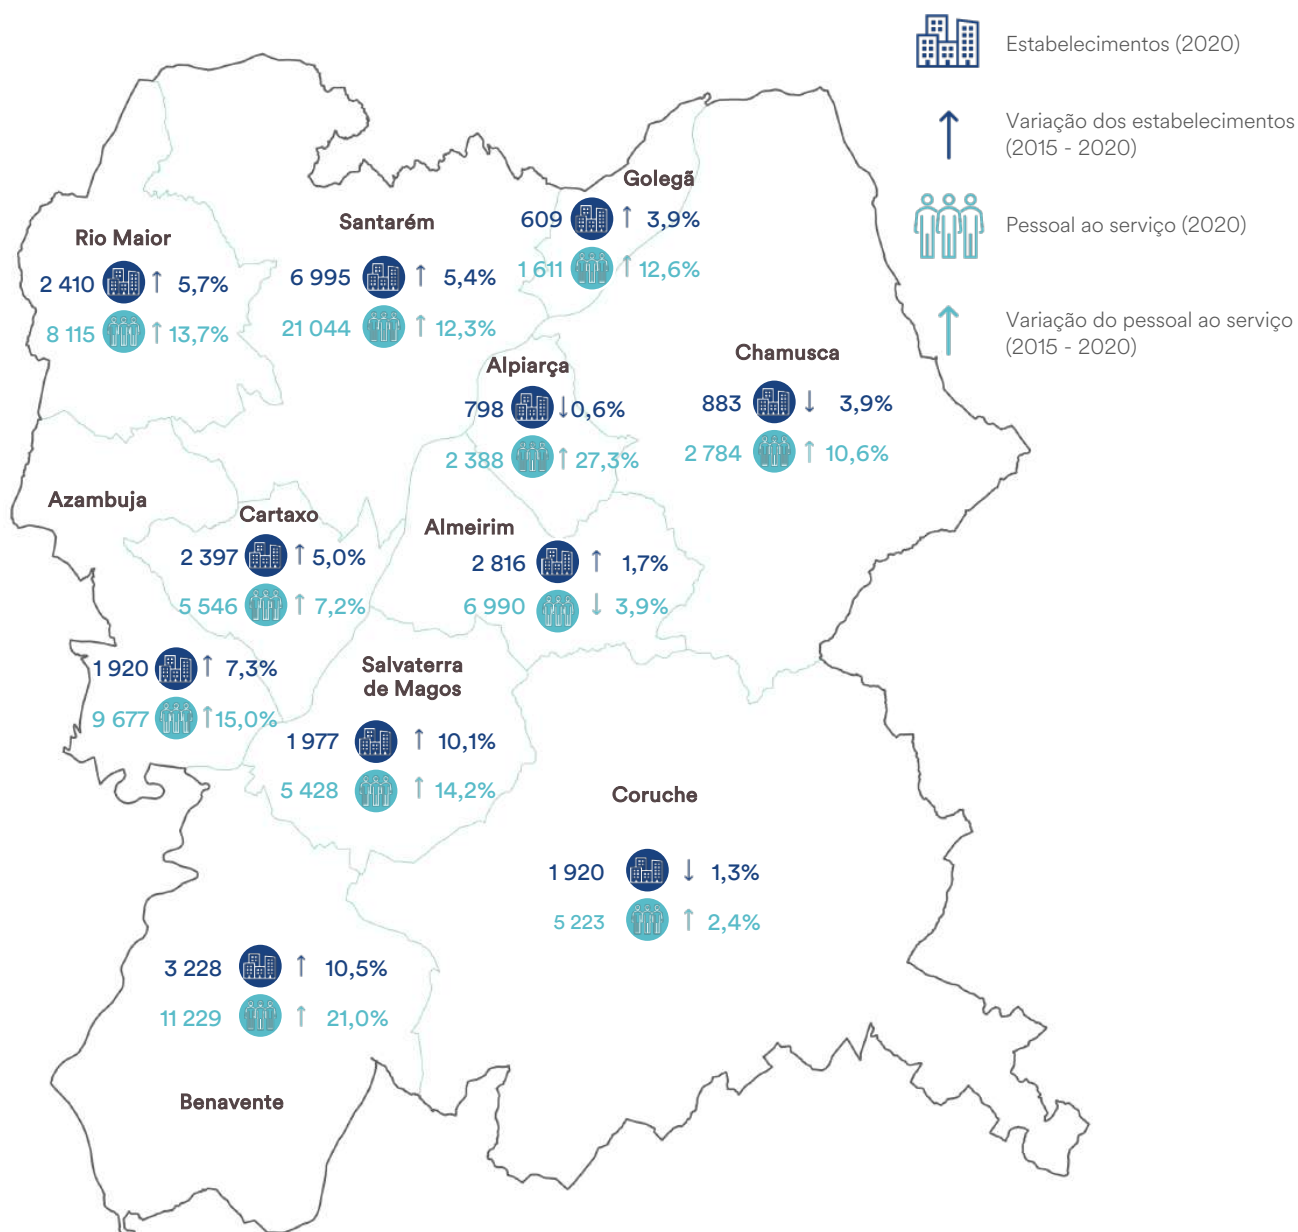 Estabelecimentos (2020)
Variação dos estabelecimentos
(2015 - 2020)
Pessoal ao serviço (2020)
Variação do pessoal ao serviço
(2015 - 2020)
Golegã
609 ↑ 3,9%
1 611 ↑ 12,6%
Rio Maior
2 410 ↑ 5,7%
8 115 ↑ 13,7%
Santarém
6 995 ↑ 5,4%
21 044 ↑ 12,3%
Alpiarça
798 ↓ 0,6%
2 388 ↑ 27,3%
Chamusca
883 ↓ 3,9%
2 784 ↑ 10,6%
Azambuja
1 920 ↑ 7,3%
9 677 ↑ 15,0%
Cartaxo
2 397 ↑ 5,0%
5 546 ↑ 7,2%
Almeirim
2 816 ↑ 1,7%
6 990 ↓ 3,9%
Salvaterra
de Magos
1 977 ↑ 10,1%
5 428 ↑ 14,2%
Coruche
1 920 ↓ 1,3%
5 223 ↑ 2,4%
3 228 ↑ 10,5%
11 229 ↑ 21,0%
Benavente